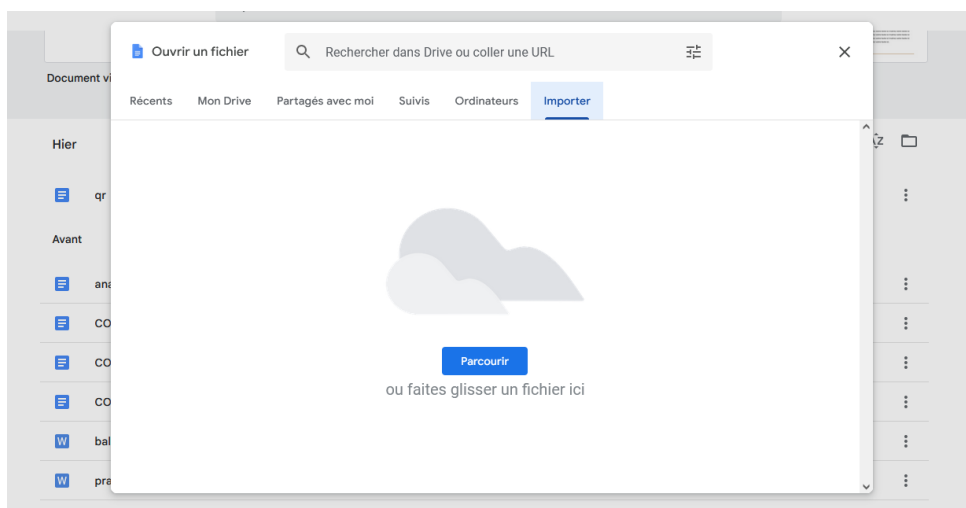 Ouvrir un fichier
Rechercher dans Drive ou coller une URL
Document vi
Récents Mon Drive Partagés avec moi Suivis Ordinateurs Importer
Hier
qr
Avant
ana
CO
CO
CO
bal
pra
Parcourir
ou faites glisser un fichier ici